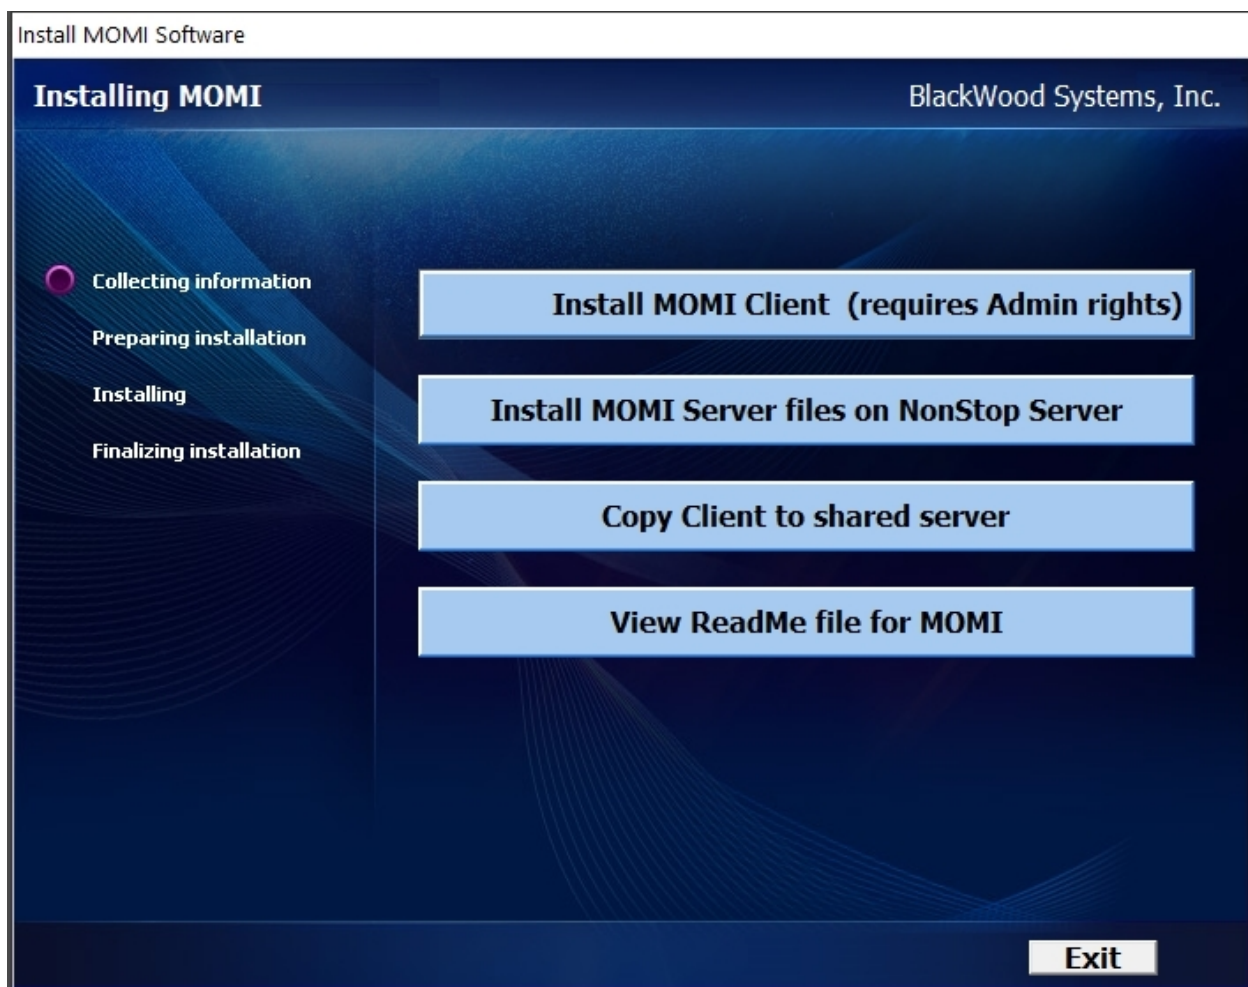 Install MOMI Software
Installing MOMI
BlackWood Systems, Inc.
Collecting information
Preparing installation
Installing
Finalizing installation
Install MOMI Client  (requires Admin rights)
Install MOMI Server files on NonStop Server
Copy Client to shared server
View ReadMe file for MOMI
Exit